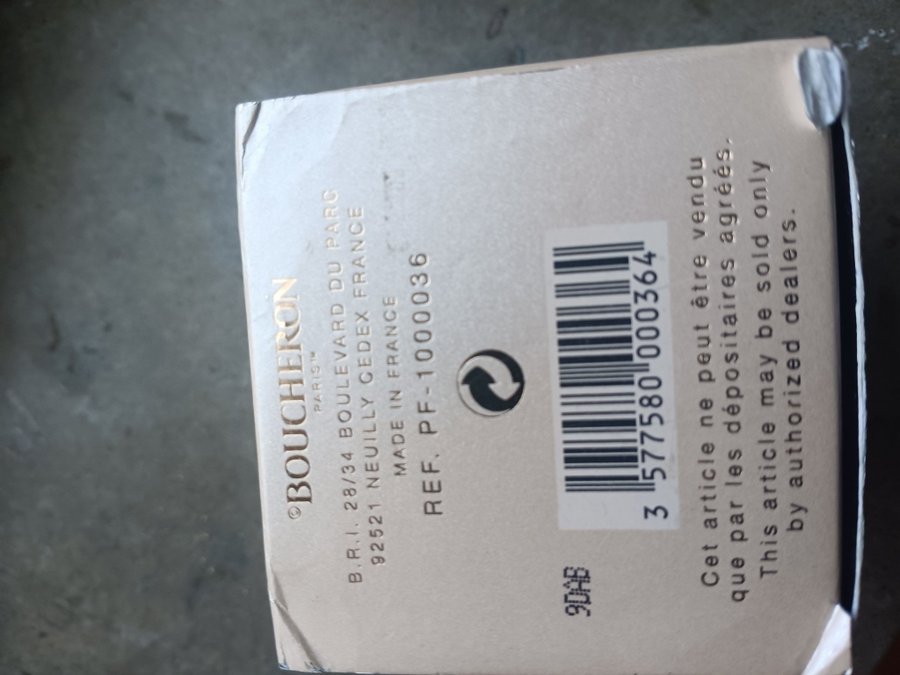 ©BOUCHERON
PARIS™
B.R.I. 28/34 BOULEVARD DU PARC
92521 NEUILLY CEDEX FRANCE
MADE IN FRANCE
REF. PF-1000036
3 577580 000364
9DAB
Cet article ne peut être vendu
que par les dépositaires agréés.
This article may be sold only
by authorized dealers.